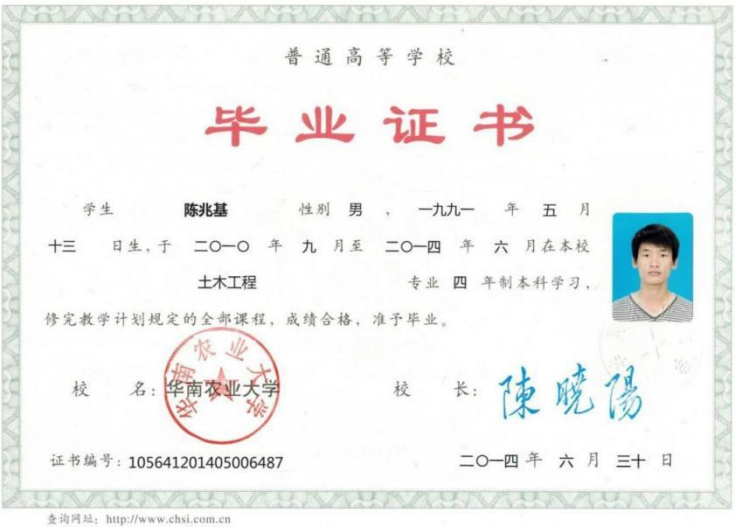 普通高等学校
毕业证书
学生 陈兆基 性别 男 ，一九九一 年 五 月
十三 日生，于 二〇一〇 年 九 月至 二〇一四 年 六 月在本校
土木工程 专业 四 年制本科学习，
修完教学计划规定的全部课程，成绩合格，准予毕业。
华南农业大学
校 名：华南农业大学 校 长：陳曉陽
证书编号：105641201405006487 二〇一四 年 六 月 三十 日
查询网址：http://www.chsi.com.cn